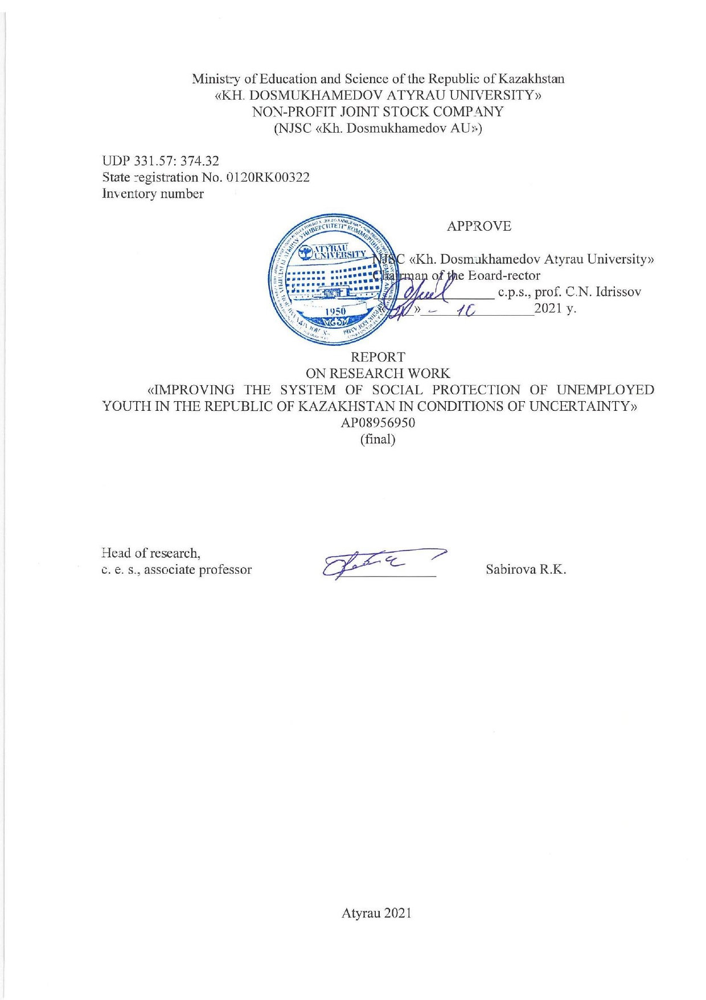 Ministry of Education and Science of the Republic of Kazakhstan
«KH. DOSMUKHAMEDOV ATYRAU UNIVERSITY»
NON-PROFIT JOINT STOCK COMPANY
(NJSC «Kh. Dosmukhamedov AU»)
UDP 331.57: 374.32
State registration No. 0120RK00322
Inventory number
APPROVE
ATYRAU
UNIVERSITY
1950
NJSC «Kh. Dosmukhamedov Atyrau University»
Chairman of the Board-rector
c.p.s., prof. C.N. Idrissov
» - 10 2021 y.
REPORT
ON RESEARCH WORK
«IMPROVING THE SYSTEM OF SOCIAL PROTECTION OF UNEMPLOYED
YOUTH IN THE REPUBLIC OF KAZAKHSTAN IN CONDITIONS OF UNCERTAINTY»
AP08956950
(final)
Head of research,
c. e. s., associate professor Sabirova R.K.
Atyrau 2021